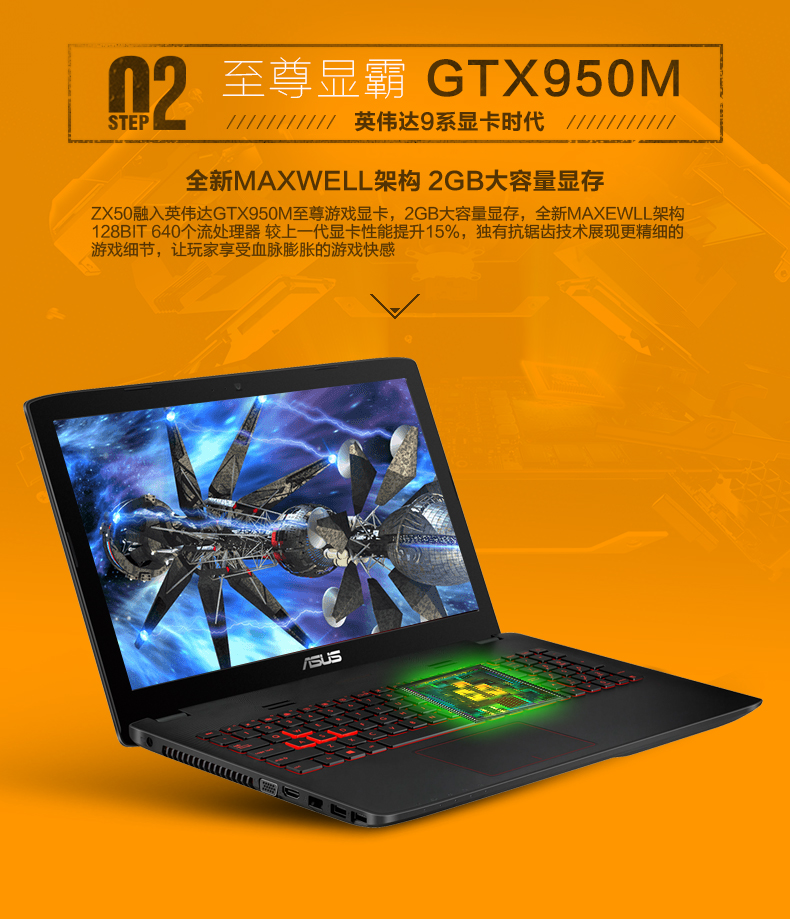 02
STEP
至尊显霸 GTX950M
英伟达9系显卡时代
全新MAXWELL架构 2GB大容量显存
ZX50融入英伟达GTX950M至尊游戏显卡，2GB大容量显存，全新MAXEWLL架构
128BIT 640个流处理器 较上一代显卡性能提升15%，独有抗锯齿技术展现更精细的
游戏细节，让玩家享受血脉膨胀的游戏快感
ASUS